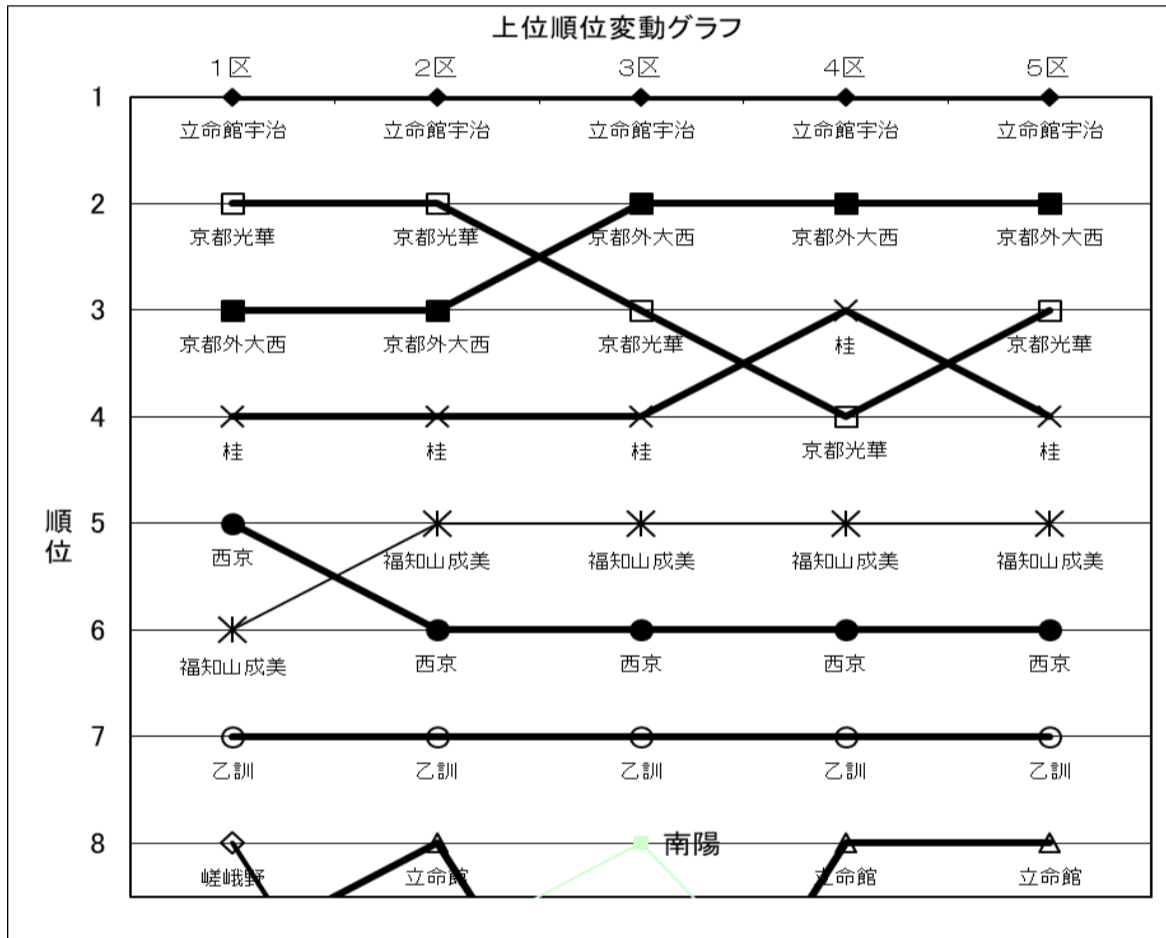 上位順位変動グラフ
1区 2区 3区 4区 5区
1
立命館宇治 立命館宇治 立命館宇治 立命館宇治 立命館宇治
2
京都光華 京都光華 京都外大西 京都外大西 京都外大西
3
京都外大西 京都外大西 京都光華 桂 京都光華
4
桂 桂 桂 京都光華 桂
順位
5
西京 福知山成美 福知山成美 福知山成美 福知山成美
6
福知山成美 西京 西京 西京 西京
7
乙訓 乙訓 乙訓 乙訓 乙訓
8 南陽
嵯峨野 立命館 立命館 立命館